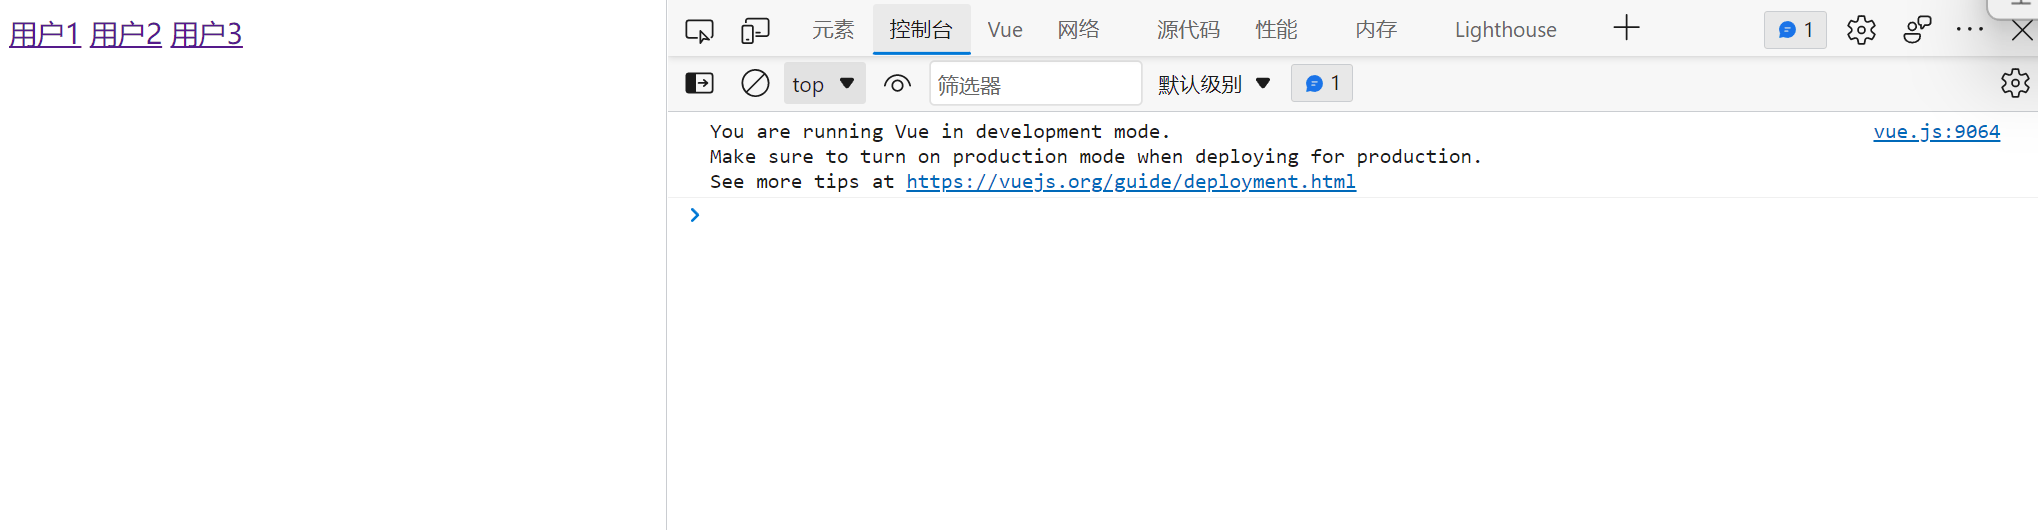 用户1 用户2 用户3
元素 控制台 Vue 网络 源代码 性能 内存 Lighthouse 1
top 筛选器 默认级别 1
You are running Vue in development mode. vue.js:9064
Make sure to turn on production mode when deploying for production.
See more tips at https://vuejs.org/guide/deployment.html